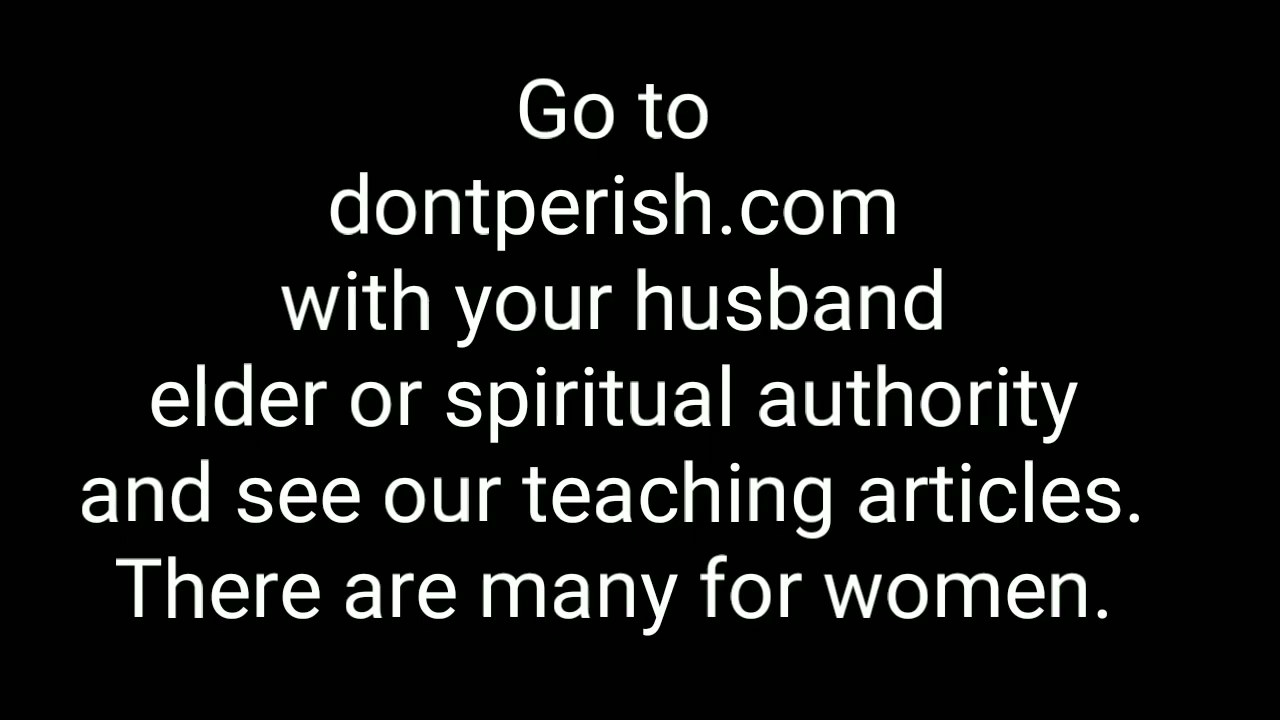 Go to
dontperish.com
with your husband
elder or spiritual authority
and see our teaching articles.
There are many for women.